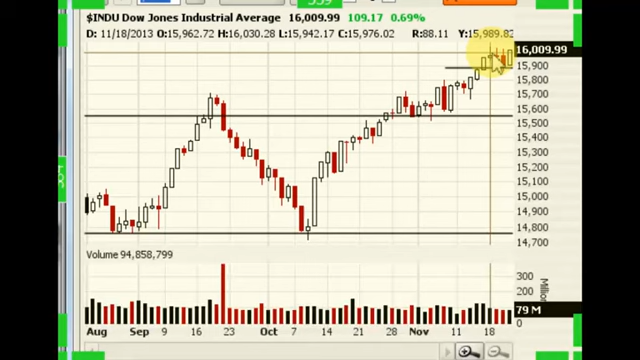 $INDU Dow Jones Industrial Average 16,009.99 109.17 0.69%
D: 11/18/2013 O:15,962.72 H:16,030.28 L:15,942.17 C:15,976.02 R:88.11 Y:15,989.82
16,009.99
15,900
15,800
15,700
15,600
15,500
15,400
15,300
15,200
15,100
15,000
14,900
14,800
14,700
Volume 94,858,799
300
200
Millions
79 M
Aug Sep 9 16 23 Oct 7 14 21 28 Nov 11 18